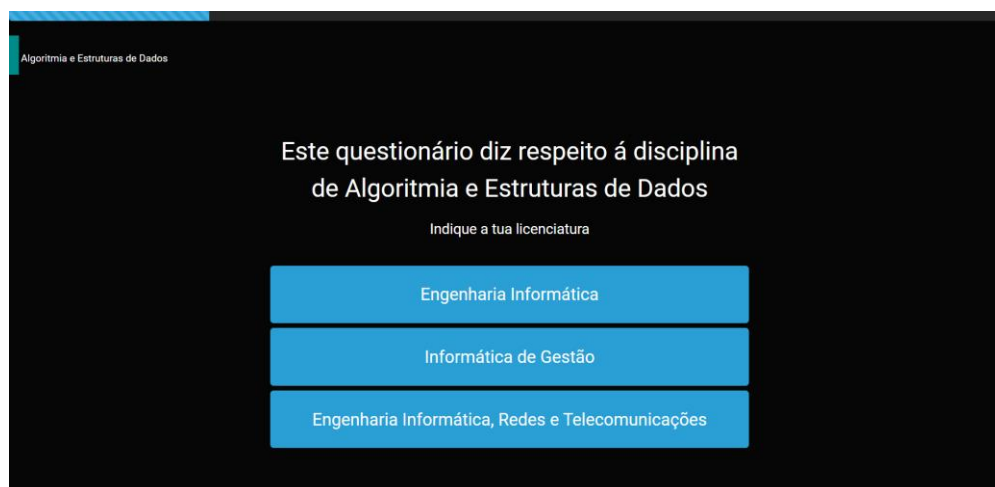 Algoritmia e Estruturas de Dados
Este questionário diz respeito á disciplina
de Algoritmia e Estruturas de Dados
Indique a tua licenciatura
Engenharia Informática
Informática de Gestão
Engenharia Informática, Redes e Telecomunicações